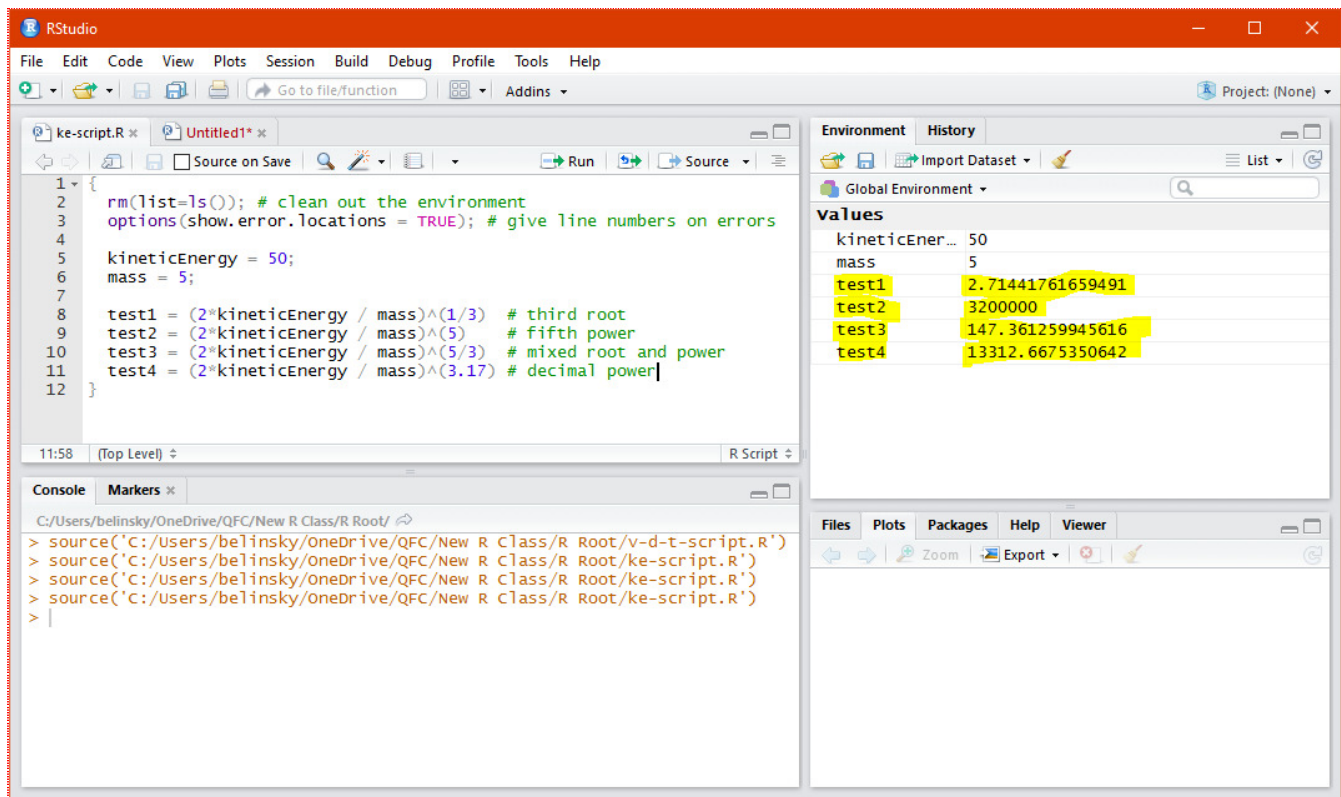 RStudio
File Edit Code View Plots Session Build Debug Profile Tools Help
Go to file/function Addins Project: (None)
ke-script.R Untitled1*
Source on Save Run Source
1 {
2 rm(list=ls()); # clean out the environment
3 options(show.error.locations = TRUE); # give line numbers on errors
4
5 kineticEnergy = 50;
6 mass = 5;
7
8 test1 = (2*kineticEnergy / mass)^(1/3) # third root
9 test2 = (2*kineticEnergy / mass)^(5) # fifth power
10 test3 = (2*kineticEnergy / mass)^(5/3) # mixed root and power
11 test4 = (2*kineticEnergy / mass)^(3.17) # decimal power
12 }
11:58 (Top Level) R Script
Console Markers
C:/Users/belinsky/OneDrive/QFC/New R Class/R Root/
> source('C:/Users/belinsky/OneDrive/QFC/New R Class/R Root/v-d-t-script.R')
> source('C:/Users/belinsky/OneDrive/QFC/New R Class/R Root/ke-script.R')
> source('C:/Users/belinsky/OneDrive/QFC/New R Class/R Root/ke-script.R')
> source('C:/Users/belinsky/OneDrive/QFC/New R Class/R Root/ke-script.R')
>
Environment History
Import Dataset List
Global Environment
Values
kineticEner… 50
mass 5
test1 2.71441761659491
test2 3200000
test3 147.361259945616
test4 13312.6675350642
Files Plots Packages Help Viewer
Zoom Export